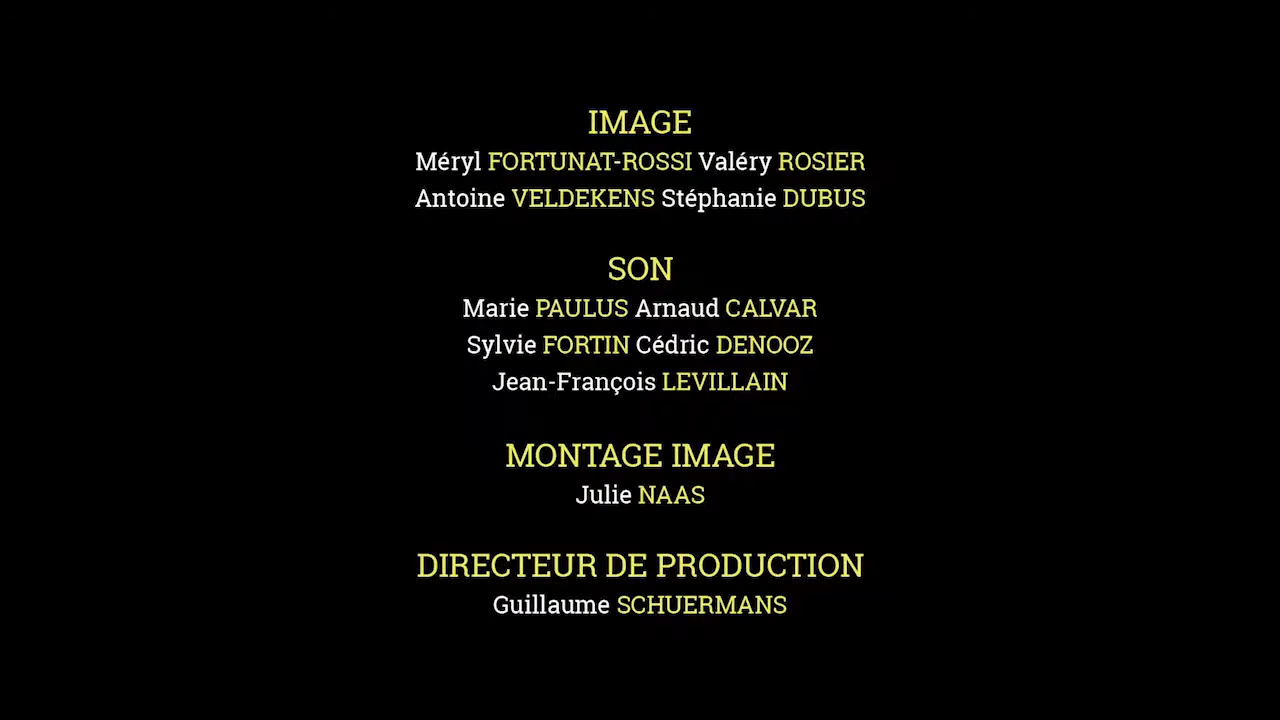 IMAGE
Méryl FORTUNAT-ROSSI Valéry ROSIER
Antoine VELDEKENS Stéphanie DUBUS
SON
Marie PAULUS Arnaud CALVAR
Sylvie FORTIN Cédric DENOOZ
Jean-François LEVILLAIN
MONTAGE IMAGE
Julie NAAS
DIRECTEUR DE PRODUCTION
Guillaume SCHUERMANS